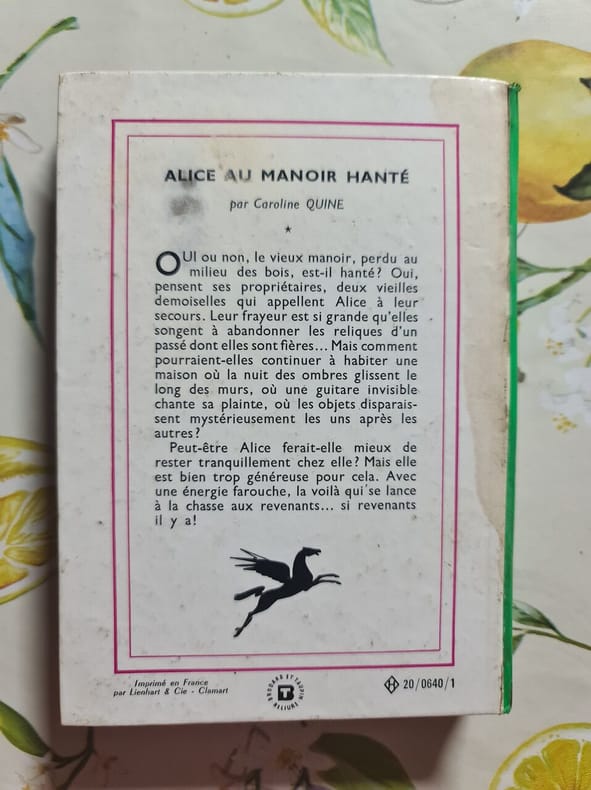 ALICE AU MANOIR HANTÉ
par Caroline QUINE
OUI ou non, le vieux manoir, perdu au
milieu des bois, est-il hanté? Oui,
pensent ses propriétaires, deux vieilles
demoiselles qui appellent Alice à leur
secours. Leur frayeur est si grande qu'elles
songent à abandonner les reliques d'un
passé dont elles sont fières... Mais comment
pourraient-elles continuer à habiter une
maison où la nuit des ombres glissent le
long des murs, où une guitare invisible
chante sa plainte, où les objets disparais-
sent mystérieusement les uns après les
autres?
Peut-être Alice ferait-elle mieux de
rester tranquillement chez elle? Mais elle
est bien trop généreuse pour cela. Avec
une énergie farouche, la voilà qui se lance
à la chasse aux revenants... si revenants
il y a!
Imprimé en France
par Lienhart & Cie - Clamart
BRODARD ET TAUPIN
T
RELIURE
H 20/0640/1